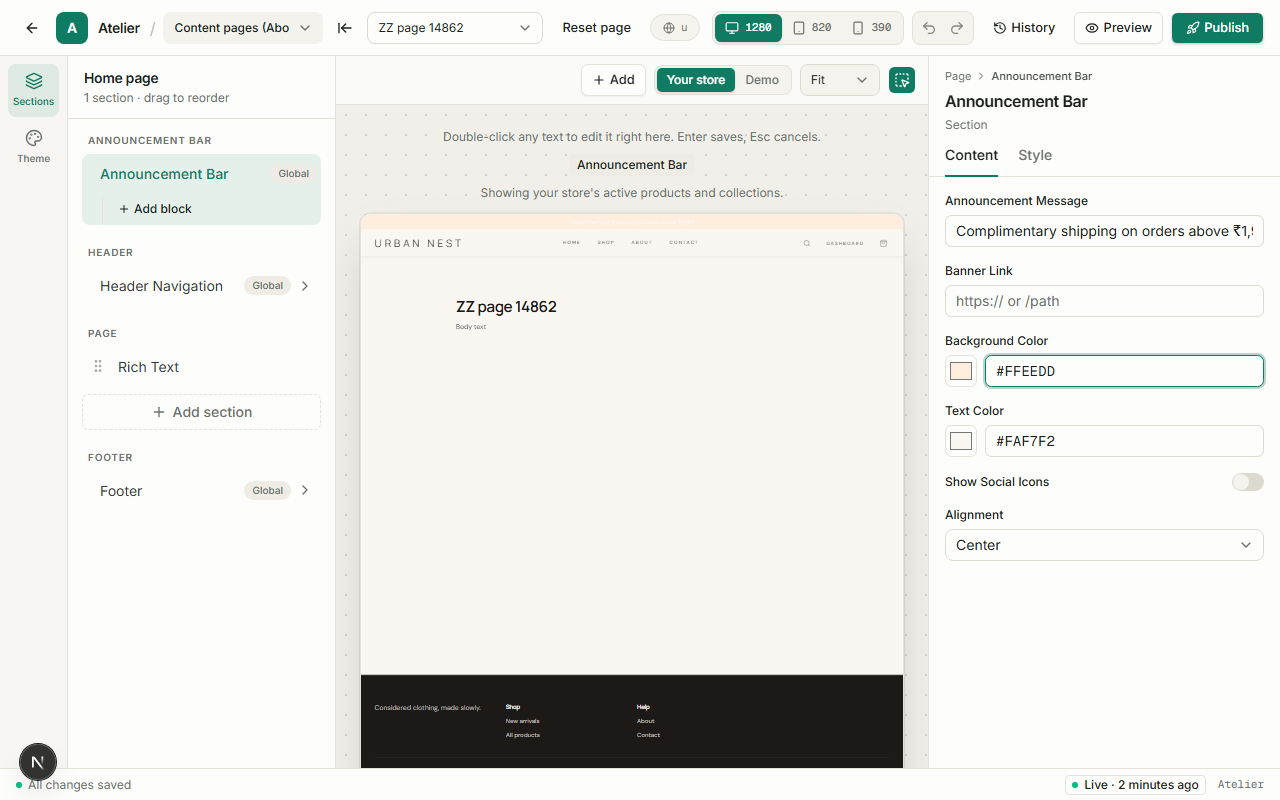 A
Atelier
/
Content pages (Abo
ZZ page 14862
Reset page
u
1280
820
390
History
Preview
Publish
Sections
Theme
Home page
1 section · drag to reorder
ANNOUNCEMENT BAR
Announcement Bar
Global
+ Add block
HEADER
Header Navigation
Global
PAGE
Rich Text
+ Add section
FOOTER
Footer
Global
+ Add
Your store
Demo
Fit
Double-click any text to edit it right here. Enter saves, Esc cancels.
Announcement Bar
Showing your store's active products and collections.
URBAN NEST
HOME
SHOP
ABOUT
CONTACT
DASHBOARD
ZZ page 14862
Body text
Considered clothing, made slowly.
Shop
New arrivals
All products
Help
About
Contact
Page > Announcement Bar
Announcement Bar
Section
Content
Style
Announcement Message
Complimentary shipping on orders above ₹1,9
Banner Link
https:// or /path
Background Color
#FFEEDD
Text Color
#FAF7F2
Show Social Icons
Alignment
Center
N
All changes saved
Live · 2 minutes ago
Atelier